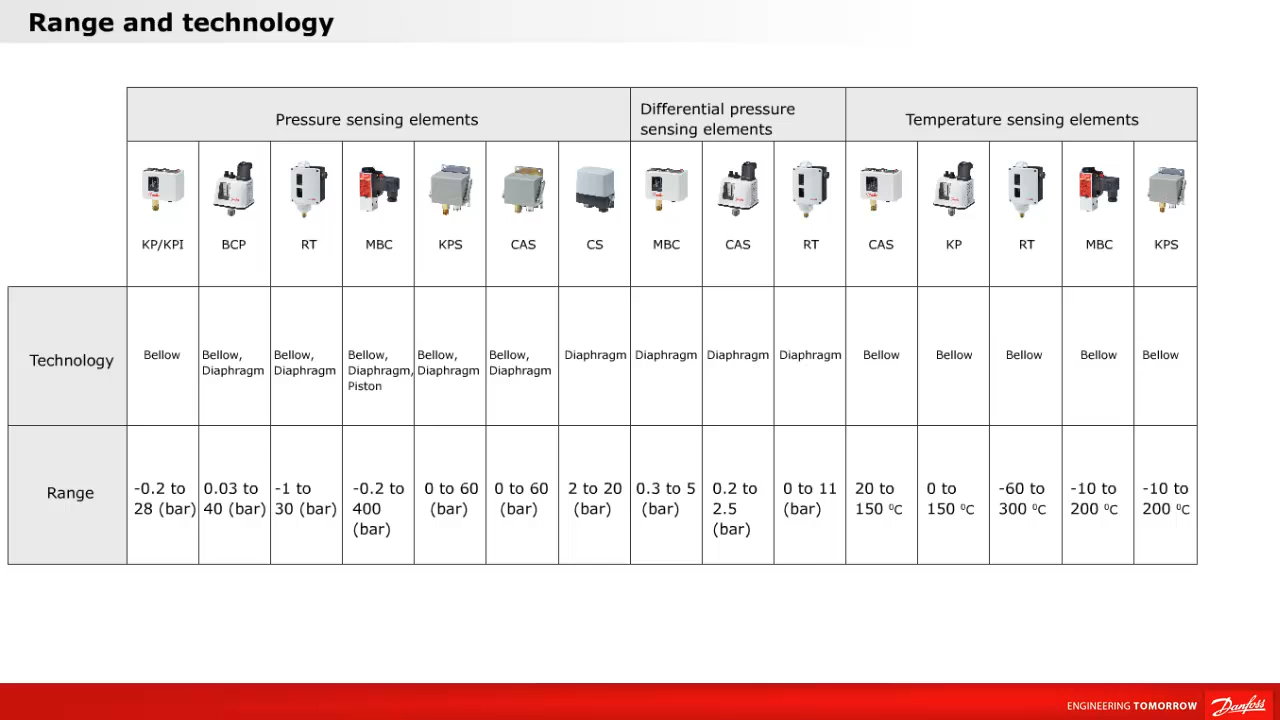 Range and technology
Pressure sensing elements
Differential pressure
sensing elements
Temperature sensing elements
KP/KPI
BCP
RT
MBC
KPS
CAS
CS
MBC
CAS
RT
CAS
KP
RT
MBC
KPS
Technology
Bellow
Bellow,
Diaphragm
Bellow,
Diaphragm
Bellow,
Diaphragm,
Piston
Bellow,
Diaphragm
Bellow,
Diaphragm
Diaphragm
Diaphragm
Diaphragm
Diaphragm
Bellow
Bellow
Bellow
Bellow
Bellow
Range
-0.2 to
28 (bar)
0.03 to
40 (bar)
-1 to
30 (bar)
-0.2 to
400
(bar)
0 to 60
(bar)
0 to 60
(bar)
2 to 20
(bar)
0.3 to 5
(bar)
0.2 to
2.5
(bar)
0 to 11
(bar)
20 to
150 ⁰C
0 to
150 ⁰C
-60 to
300 ⁰C
-10 to
200 ⁰C
-10 to
200 ⁰C
ENGINEERING TOMORROW
Danfoss